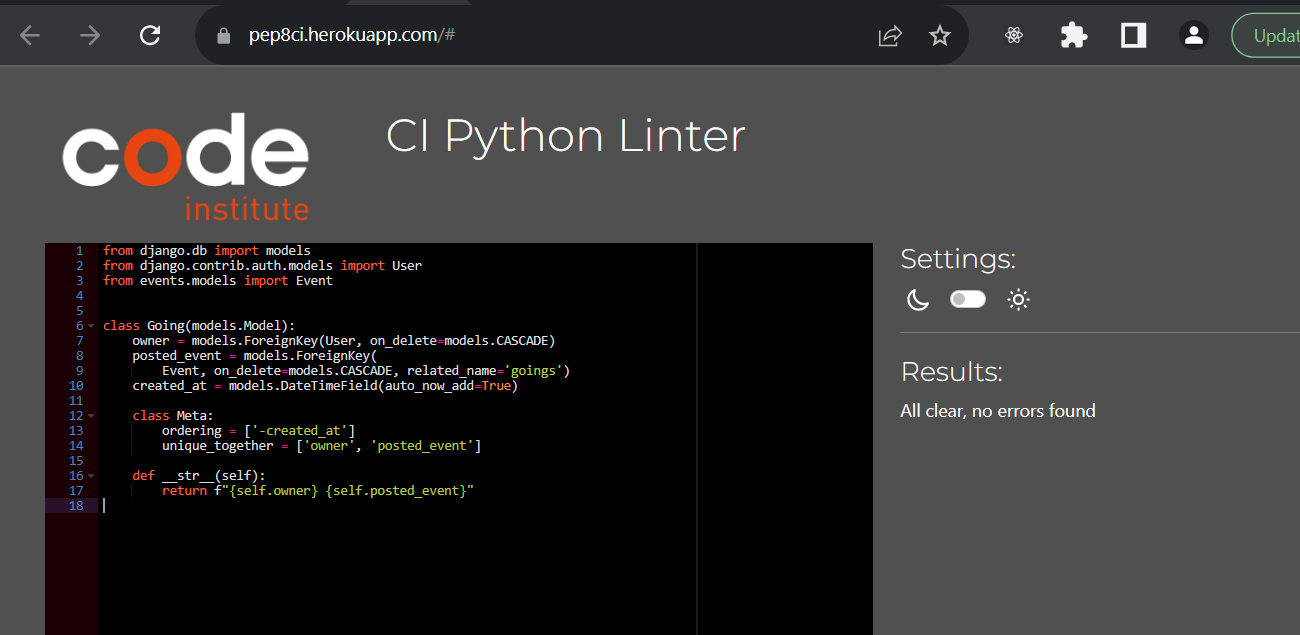 pep8ci.herokuapp.com/#
code
institute
CI Python Linter
1 from django.db import models
2 from django.contrib.auth.models import User
3 from events.models import Event
4
5
6 class Going(models.Model):
7     owner = models.ForeignKey(User, on_delete=models.CASCADE)
8     posted_event = models.ForeignKey(
9         Event, on_delete=models.CASCADE, related_name='goings')
10     created_at = models.DateTimeField(auto_now_add=True)
11
12     class Meta:
13         ordering = ['-created_at']
14         unique_together = ['owner', 'posted_event']
15
16     def __str__(self):
17         return f"{self.owner} {self.posted_event}"
18
Settings:
Results:
All clear, no errors found